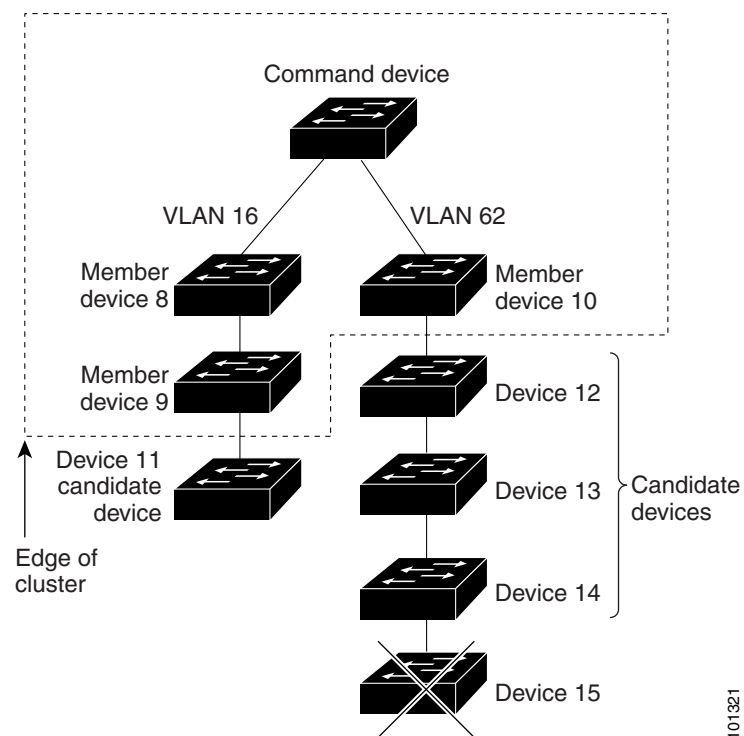 Command device
VLAN 16
VLAN 62
Member
device 8
Member
device 10
Member
device 9
Device 12
Device 11
candidate
device
Device 13
Candidate
devices
Edge of
cluster
Device 14
Device 15
101321